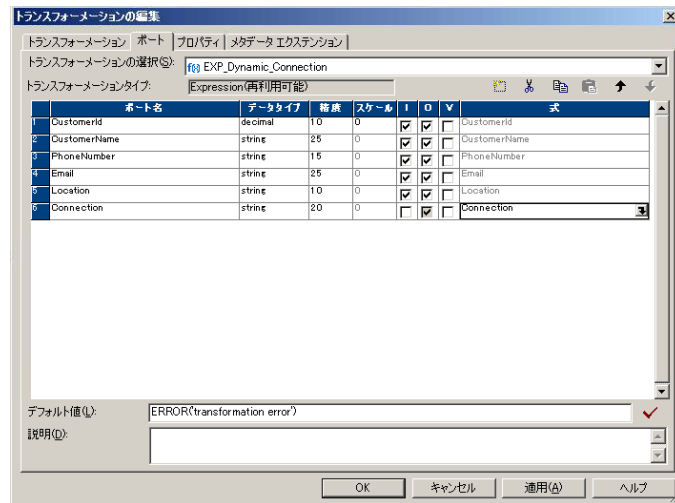 トランスフォーメーションの編集
トランスフォーメーション ポート プロパティ メタデータ エクステンション
トランスフォーメーションの選択(S): f(x) EXP_Dynamic_Connection
トランスフォーメーションタイプ: Expression(再利用可能)
ポート名 データタイプ 精度 スケール I O V 式
1 CustomerId decimal 10 0 CustomerId
2 CustomerName string 25 0 CustomerName
3 PhoneNumber string 15 0 PhoneNumber
4 Email string 25 0 Email
5 Location string 10 0 Location
6 Connection string 20 0 Connection
デフォルト値(L): ERROR('transformation error')
説明(D):
OK キャンセル 適用(A) ヘルプ